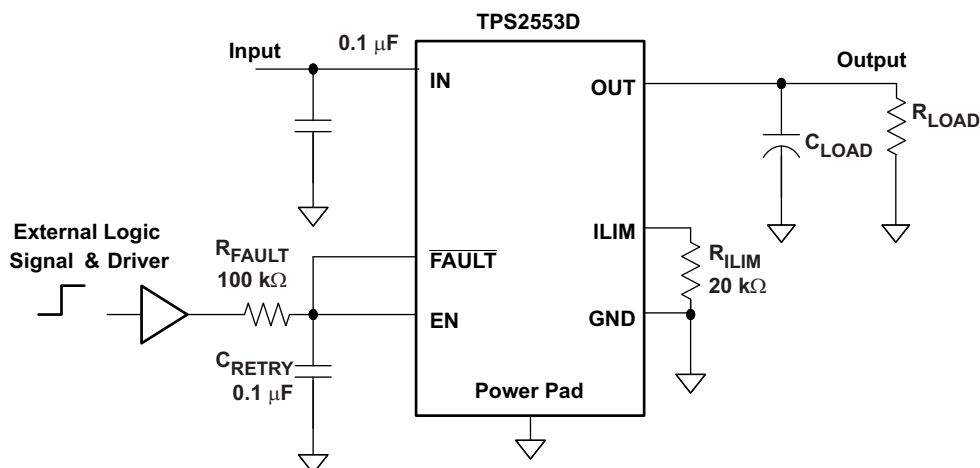 TPS2553D
0.1 μF
Input
IN
OUT
Output
R_LOAD
C_LOAD
External Logic
Signal & Driver
R_FAULT
100 kΩ
FAULT
EN
ILIM
R_ILIM
20 kΩ
GND
C_RETRY
0.1 μF
Power Pad